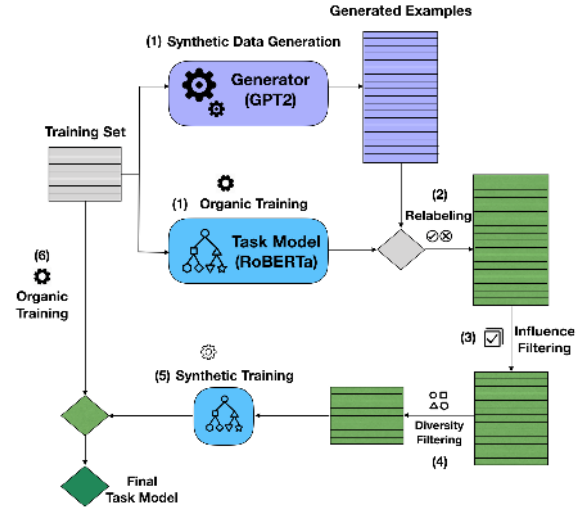 Generated Examples
(1) Synthetic Data Generation
Generator
(GPT2)
Training Set
(1) Organic Training
Task Model
(RoBERTa)
(2)
Relabeling
(6)
Organic
Training
(3) Influence
Filtering
(5) Synthetic Training
Diversity
Filtering
(4)
Final
Task Model